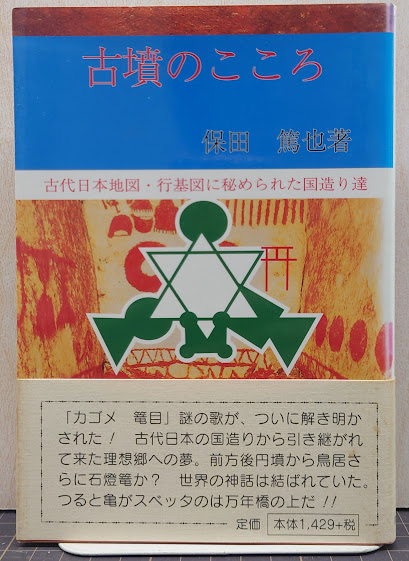 古墳のこころ
保田 篤也著
古代日本地図・行基図に秘められた国造り達
「カゴメ 篭目」謎の歌が、ついに解き明か
された！ 古代日本の国造りから引き継がれ
て来た理想郷への夢。前方後円墳から鳥居さ
らに石燈篭か？ 世界の神話は結ばれていた。
つると亀がスベッタのは万年橋の上だ!!
定価 本体1,429+税